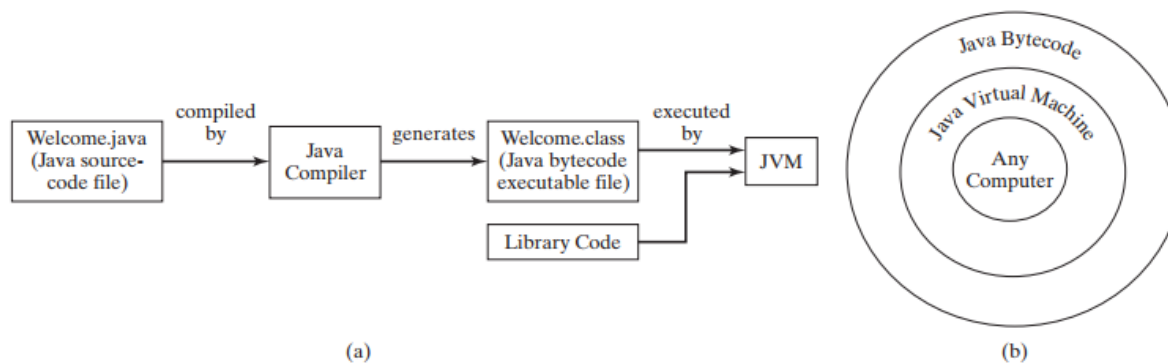 Welcome.java
(Java source-
code file)
compiled
by
Java
Compiler
generates
Welcome.class
(Java bytecode
executable file)
executed
by
JVM
Library Code
(a)
Java Bytecode
Java Virtual Machine
Any
Computer
(b)